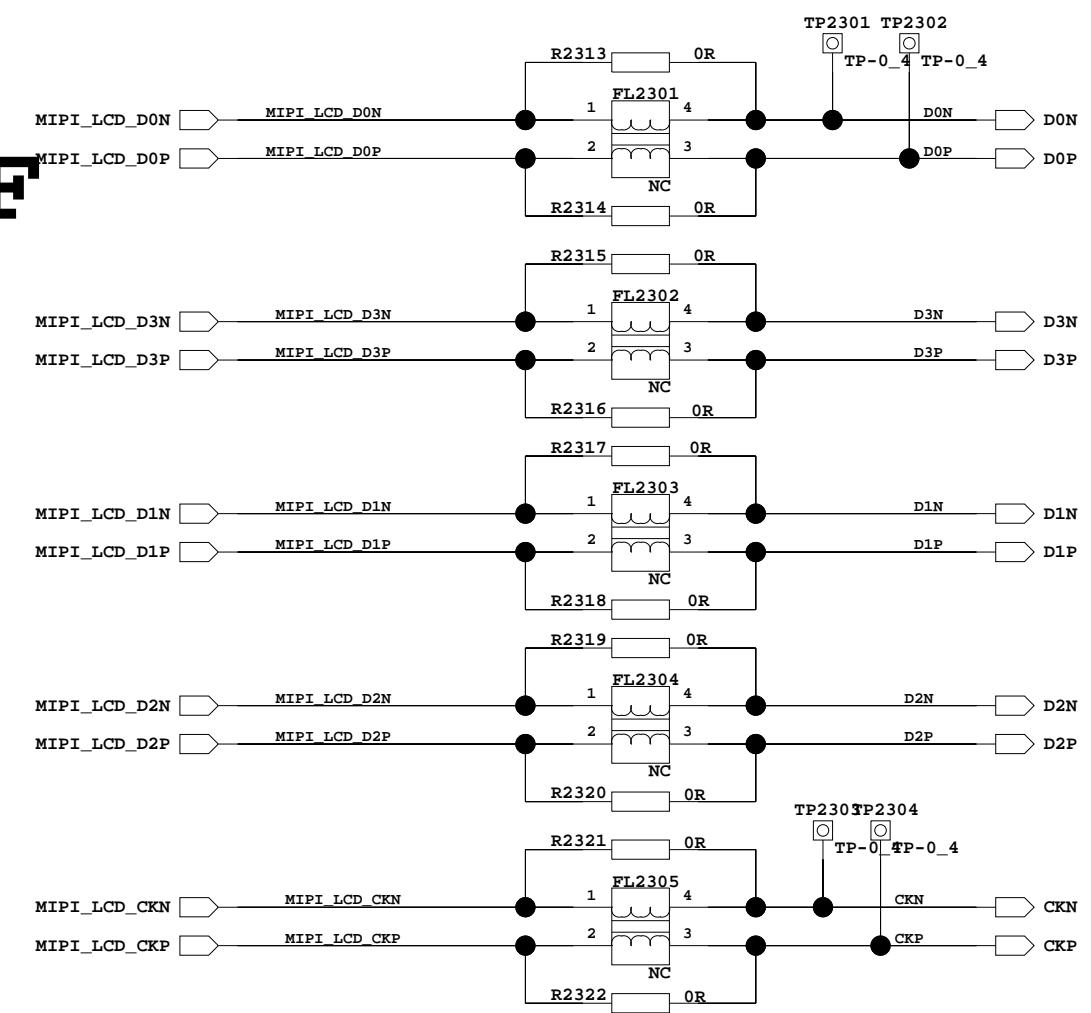 TP2301 TP2302
R2313 0R TP-0_4 TP-0_4
FL2301
MIPI_LCD_D0N MIPI_LCD_D0N 1 4 D0N D0N
MIPI_LCD_D0P MIPI_LCD_D0P 2 3 D0P D0P
NC
R2314 0R
R2315 0R
FL2302
MIPI_LCD_D3N MIPI_LCD_D3N 1 4 D3N D3N
MIPI_LCD_D3P MIPI_LCD_D3P 2 3 D3P D3P
NC
R2316 0R
R2317 0R
FL2303
MIPI_LCD_D1N MIPI_LCD_D1N 1 4 D1N D1N
MIPI_LCD_D1P MIPI_LCD_D1P 2 3 D1P D1P
NC
R2318 0R
R2319 0R
FL2304
MIPI_LCD_D2N MIPI_LCD_D2N 1 4 D2N D2N
MIPI_LCD_D2P MIPI_LCD_D2P 2 3 D2P D2P
NC
R2320 0R
TP2303 TP2304
R2321 0R TP-0_4 TP-0_4
FL2305
MIPI_LCD_CKN MIPI_LCD_CKN 1 4 CKN CKN
MIPI_LCD_CKP MIPI_LCD_CKP 2 3 CKP CKP
NC
R2322 0R